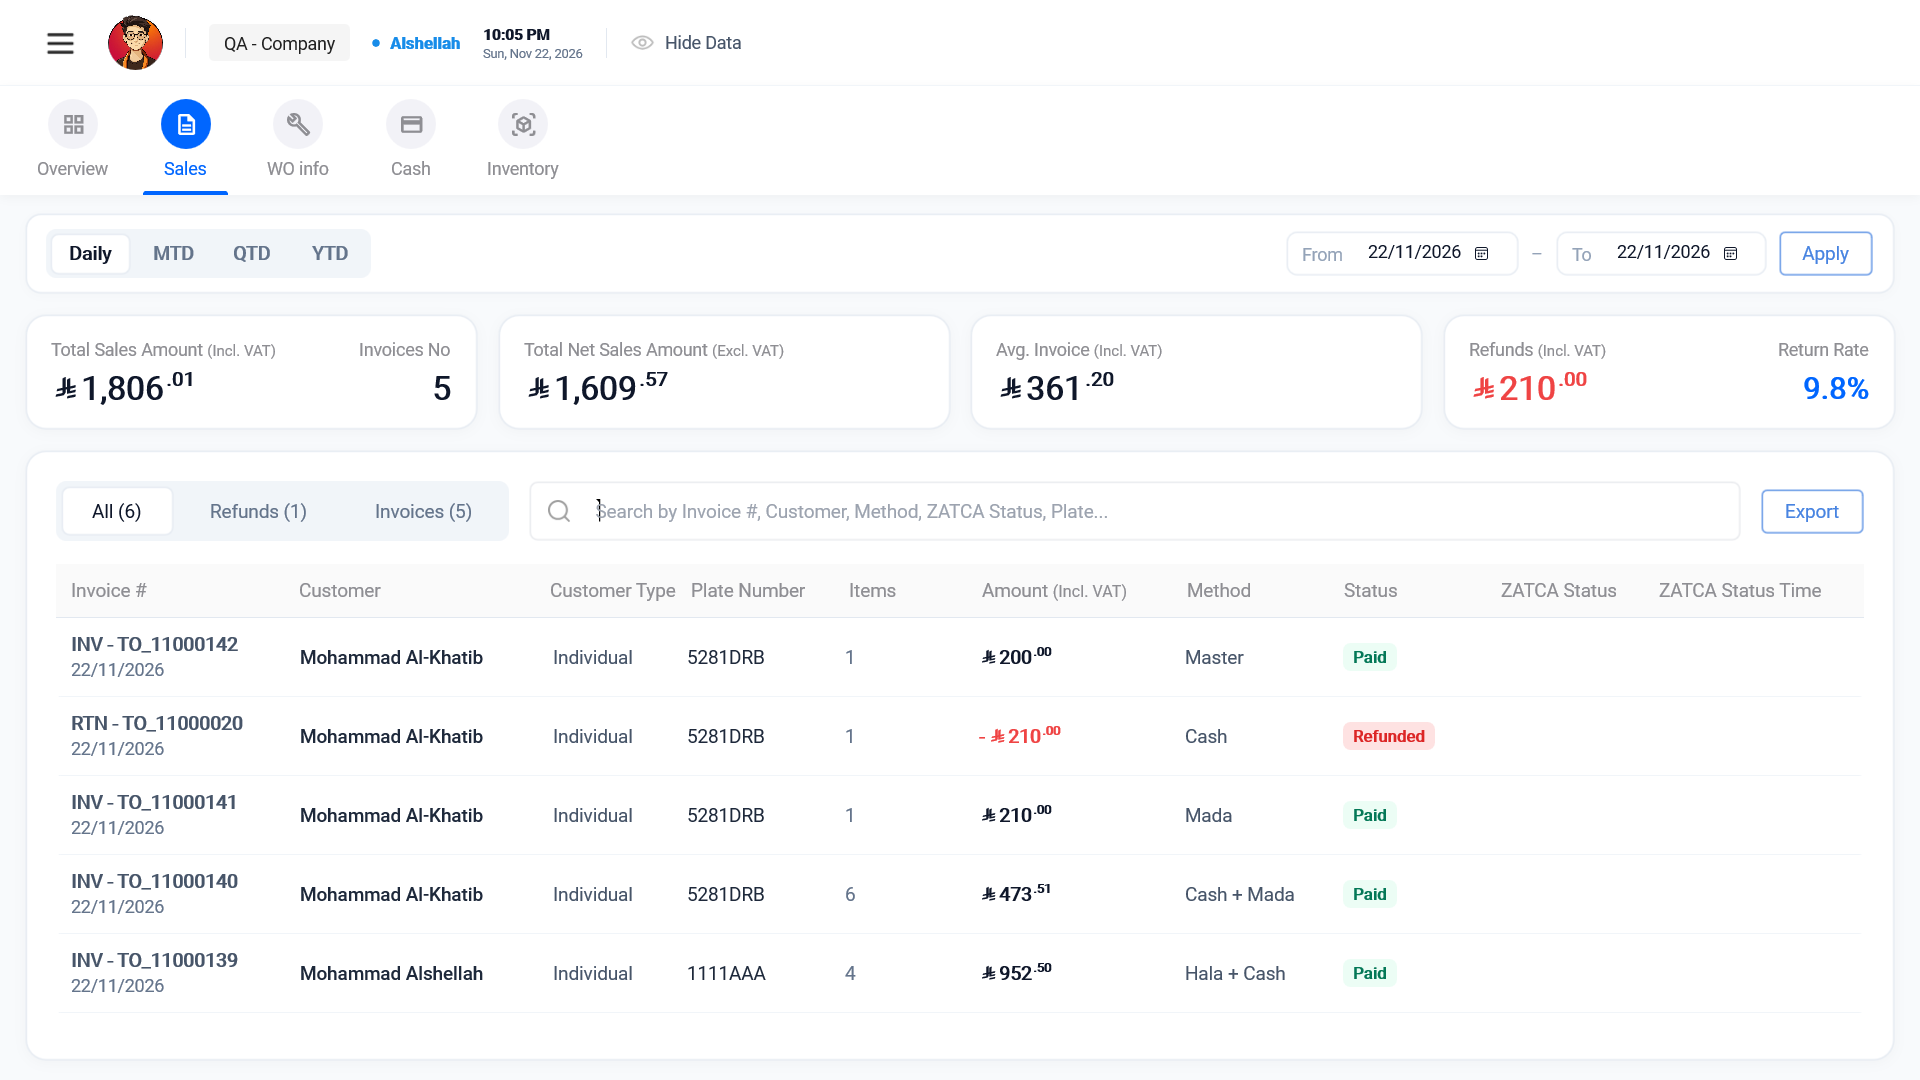 QA - Company
Alshellah
10:05 PM
Sun, Nov 22, 2026
Hide Data
Overview
Sales
WO info
Cash
Inventory
Daily MTD QTD YTD
From 22/11/2026 – To 22/11/2026 Apply
Total Sales Amount (Incl. VAT) Invoices No
1,806.01 5
Total Net Sales Amount (Excl. VAT)
1,609.57
Avg. Invoice (Incl. VAT)
361.20
Refunds (Incl. VAT) Return Rate
210.00 9.8%
All (6) Refunds (1) Invoices (5) Search by Invoice #, Customer, Method, ZATCA Status, Plate... Export
Invoice # Customer Customer Type Plate Number Items Amount (Incl. VAT) Method Status ZATCA Status ZATCA Status Time
INV - TO_11000142
22/11/2026
Mohammad Al-Khatib Individual 5281DRB 1 200.00 Master Paid
RTN - TO_11000020
22/11/2026
Mohammad Al-Khatib Individual 5281DRB 1 - 210.00 Cash Refunded
INV - TO_11000141
22/11/2026
Mohammad Al-Khatib Individual 5281DRB 1 210.00 Mada Paid
INV - TO_11000140
22/11/2026
Mohammad Al-Khatib Individual 5281DRB 6 473.51 Cash + Mada Paid
INV - TO_11000139
22/11/2026
Mohammad Alshellah Individual 1111AAA 4 952.50 Hala + Cash Paid